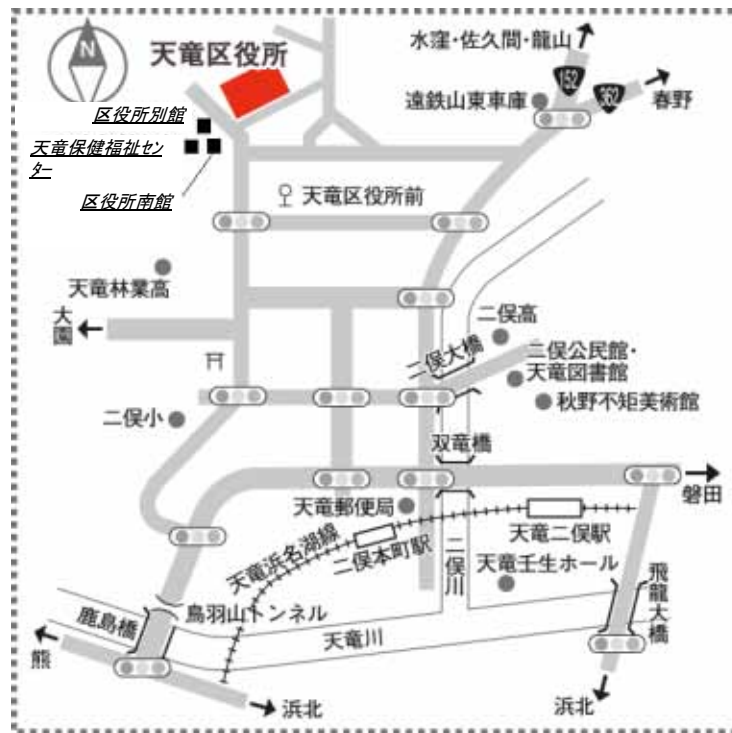 N
天竜区役所
水窪・佐久間・龍山
152
362
遠鉄山東車庫
春野
区役所別館
天竜保健福祉セン
ター
区役所南館
天竜区役所前
天竜林業高
大園
二俣高
二俣大橋
二俣公民館・
天竜図書館
秋野不矩美術館
二俣小
双竜橋
磐田
天竜郵便局
天竜二俣駅
天竜浜名湖線
二俣本町駅
二俣川
天竜壬生ホール
飛龍大橋
鹿島橋
鳥羽山トンネル
天竜川
熊
浜北
浜北